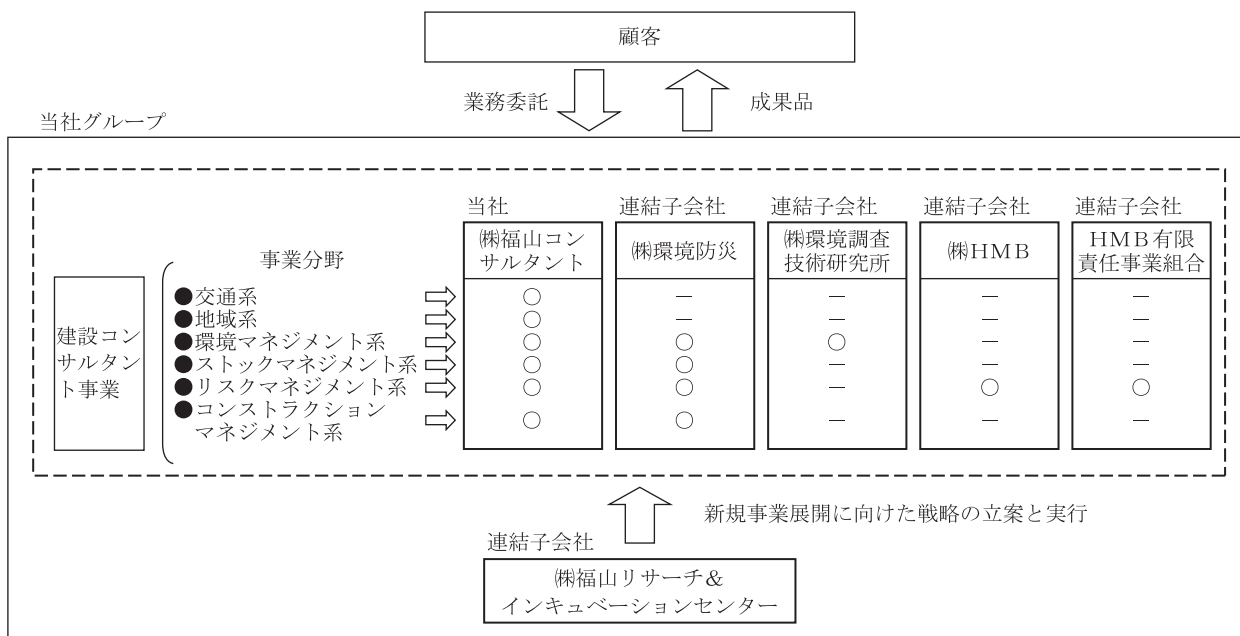 顧客
業務委託
成果品
当社グループ
当社
連結子会社
連結子会社
連結子会社
連結子会社
㈱福山コン
サルタント
㈱環境防災
㈱環境調査
技術研究所
㈱HMB
HMB有限
責任事業組合
事業分野
建設コン
サルタン
ト事業
●交通系 ○ － － － －
●地域系 ○ － － － －
●環境マネジメント系 ○ ○ ○ － －
●ストックマネジメント系 ○ ○ － － －
●リスクマネジメント系 ○ ○ － ○ ○
●コンストラクション
マネジメント系 ○ ○ － － －
新規事業展開に向けた戦略の立案と実行
連結子会社
㈱福山リサーチ＆
インキュベーションセンター